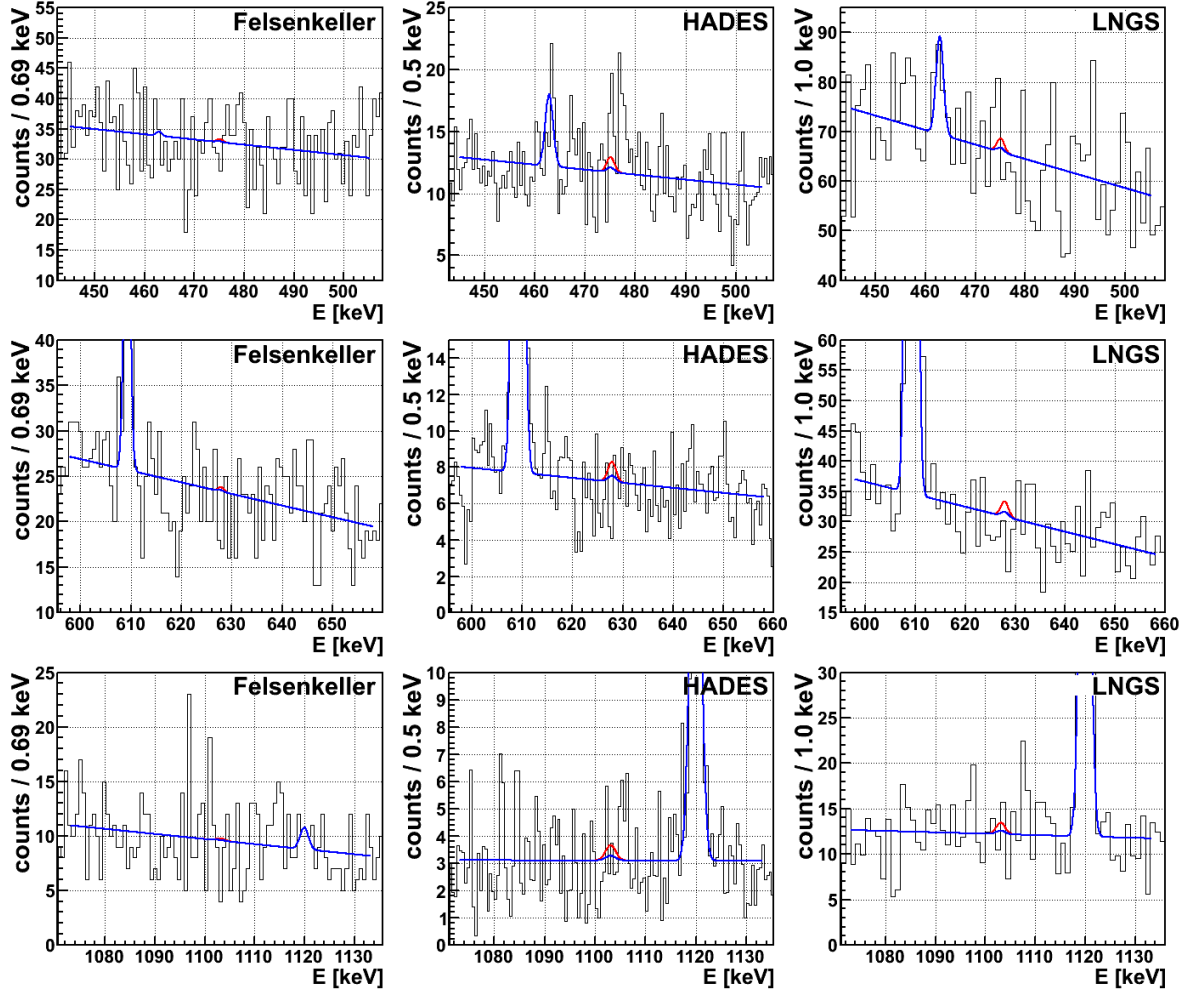 Felsenkeller
counts / 0.69 keV
55
50
45
40
35
30
25
20
15
10
450 460 470 480 490 500
E [keV]
HADES
counts / 0.5 keV
25
20
15
10
5
450 460 470 480 490 500
E [keV]
LNGS
counts / 1.0 keV
90
80
70
60
50
40
450 460 470 480 490 500
E [keV]
Felsenkeller
counts / 0.69 keV
40
35
30
25
20
15
10
600 610 620 630 640 650
E [keV]
HADES
counts / 0.5 keV
14
12
10
8
6
4
2
0
600 610 620 630 640 650 660
E [keV]
LNGS
counts / 1.0 keV
60
55
50
45
40
35
30
25
20
15
600 610 620 630 640 650 660
E [keV]
Felsenkeller
counts / 0.69 keV
25
20
15
10
5
0
1080 1090 1100 1110 1120 1130
E [keV]
HADES
counts / 0.5 keV
10
9
8
7
6
5
4
3
2
1
0
1080 1090 1100 1110 1120 1130
E [keV]
LNGS
counts / 1.0 keV
30
25
20
15
10
5
0
1080 1090 1100 1110 1120 1130
E [keV]